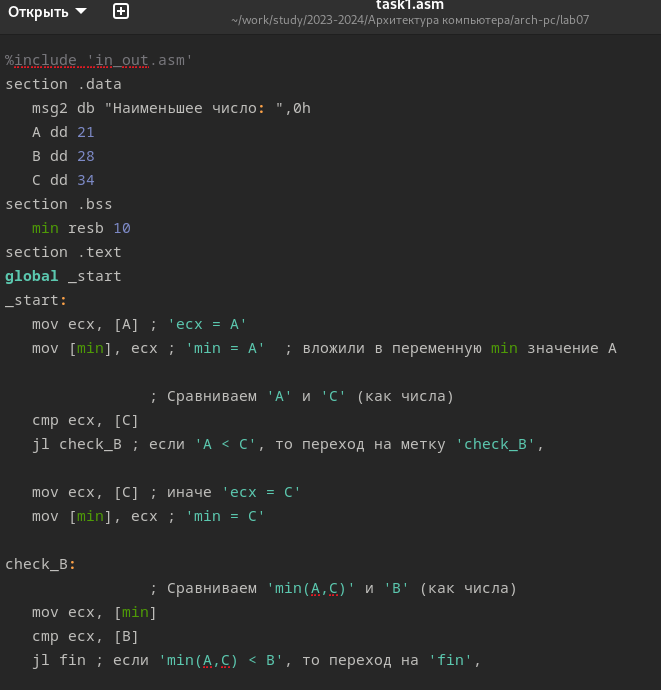 Открыть
task1.asm
~/work/study/2023-2024/Архитектура компьютера/arch-pc/lab07
%include 'in_out.asm'
section .data
msg2 db "Наименьшее число: ",0h
A dd 21
B dd 28
C dd 34
section .bss
min resb 10
section .text
global _start
_start:
mov ecx, [A] ; 'ecx = A'
mov [min], ecx ; 'min = A'  ; вложили в переменную min значение А
; Сравниваем 'A' и 'C' (как числа)
cmp ecx, [C]
jl check_B ; если 'A < C', то переход на метку 'check_B',
mov ecx, [C] ; иначе 'ecx = C'
mov [min], ecx ; 'min = C'
check_B:
; Сравниваем 'min(A,C)' и 'B' (как числа)
mov ecx, [min]
cmp ecx, [B]
jl fin ; если 'min(A,C) < B', то переход на 'fin',